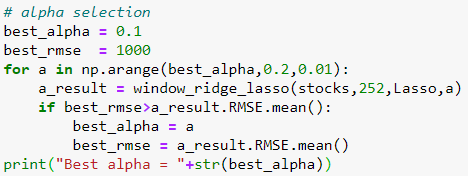 # alpha selection
best_alpha = 0.1
best_rmse  = 1000
for a in np.arange(best_alpha,0.2,0.01):
    a_result = window_ridge_lasso(stocks,252,Lasso,a)
    if best_rmse>a_result.RMSE.mean():
        best_alpha = a
        best_rmse = a_result.RMSE.mean()
print("Best alpha = "+str(best_alpha))